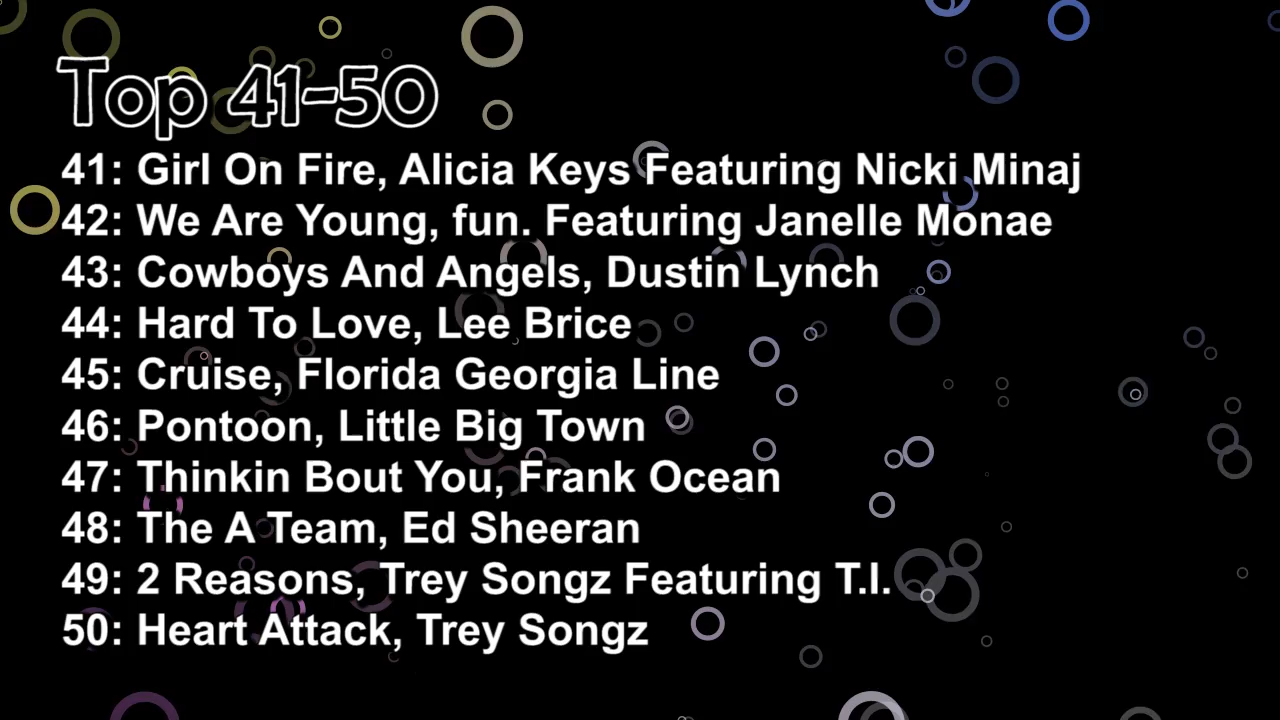 Top 41-50
41: Girl On Fire, Alicia Keys Featuring Nicki Minaj
42: We Are Young, fun. Featuring Janelle Monae
43: Cowboys And Angels, Dustin Lynch
44: Hard To Love, Lee Brice
45: Cruise, Florida Georgia Line
46: Pontoon, Little Big Town
47: Thinkin Bout You, Frank Ocean
48: The A Team, Ed Sheeran
49: 2 Reasons, Trey Songz Featuring T.I.
50: Heart Attack, Trey Songz